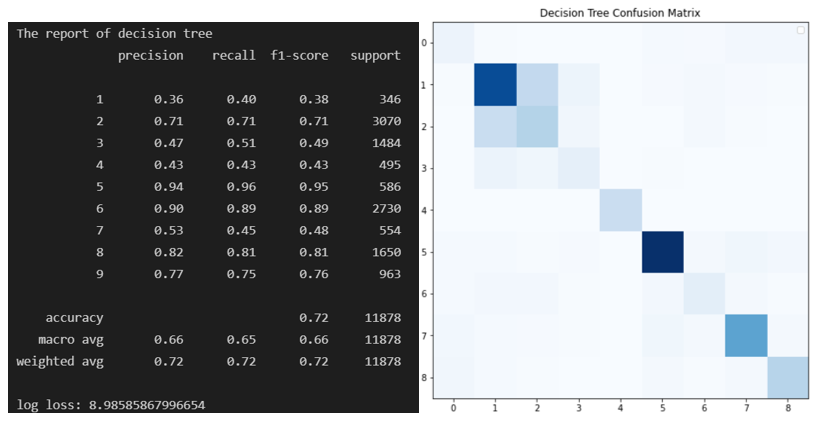 The report of decision tree
precision recall f1-score support
1 0.36 0.40 0.38 346
2 0.71 0.71 0.71 3070
3 0.47 0.51 0.49 1484
4 0.43 0.43 0.43 495
5 0.94 0.96 0.95 586
6 0.90 0.89 0.89 2730
7 0.53 0.45 0.48 554
8 0.82 0.81 0.81 1650
9 0.77 0.75 0.76 963
accuracy 0.72 11878
macro avg 0.66 0.65 0.66 11878
weighted avg 0.72 0.72 0.72 11878
log loss: 8.98585867996654
Decision Tree Confusion Matrix
0
1
2
3
4
5
6
7
8
0 1 2 3 4 5 6 7 8